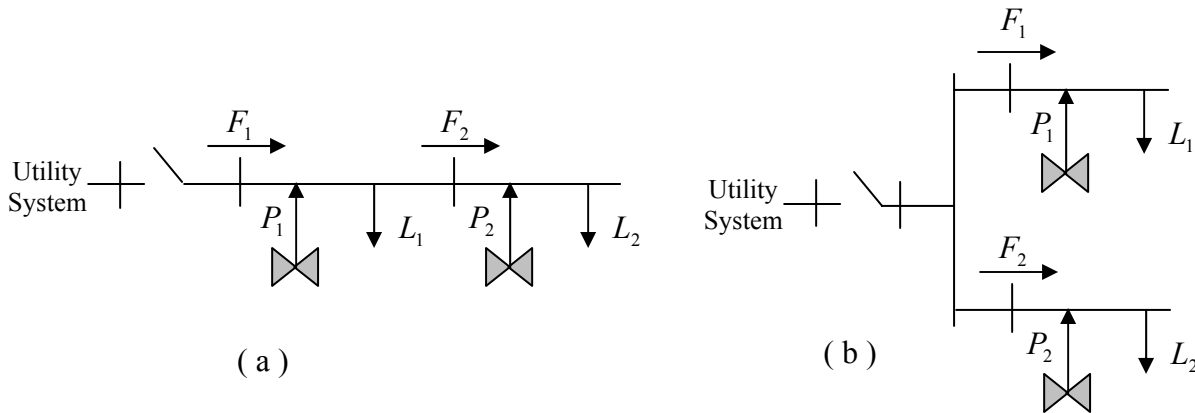 F₁
F₂
Utility
System
P₁
L₁
P₂
L₂
( a )
F₁
P₁
L₁
Utility
System
F₂
P₂
L₂
( b )